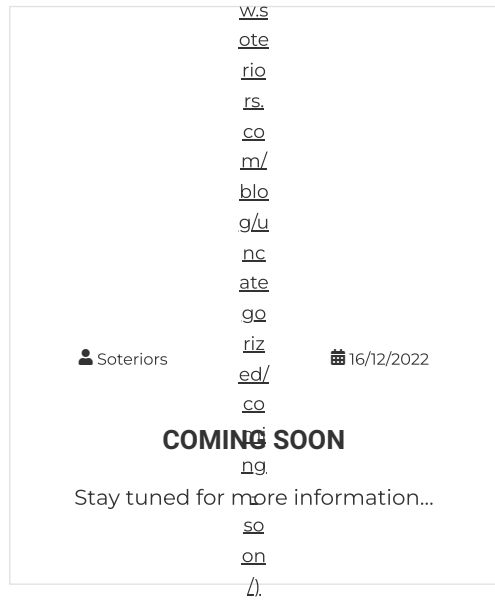 w.s
ote
rio
rs.
co
m/
blo
g/u
nc
ate
go
riz
Soteriors 16/12/2022
ed/
co
mi
COMING SOON
ng
Stay tuned for more information...
-
so
on
/)